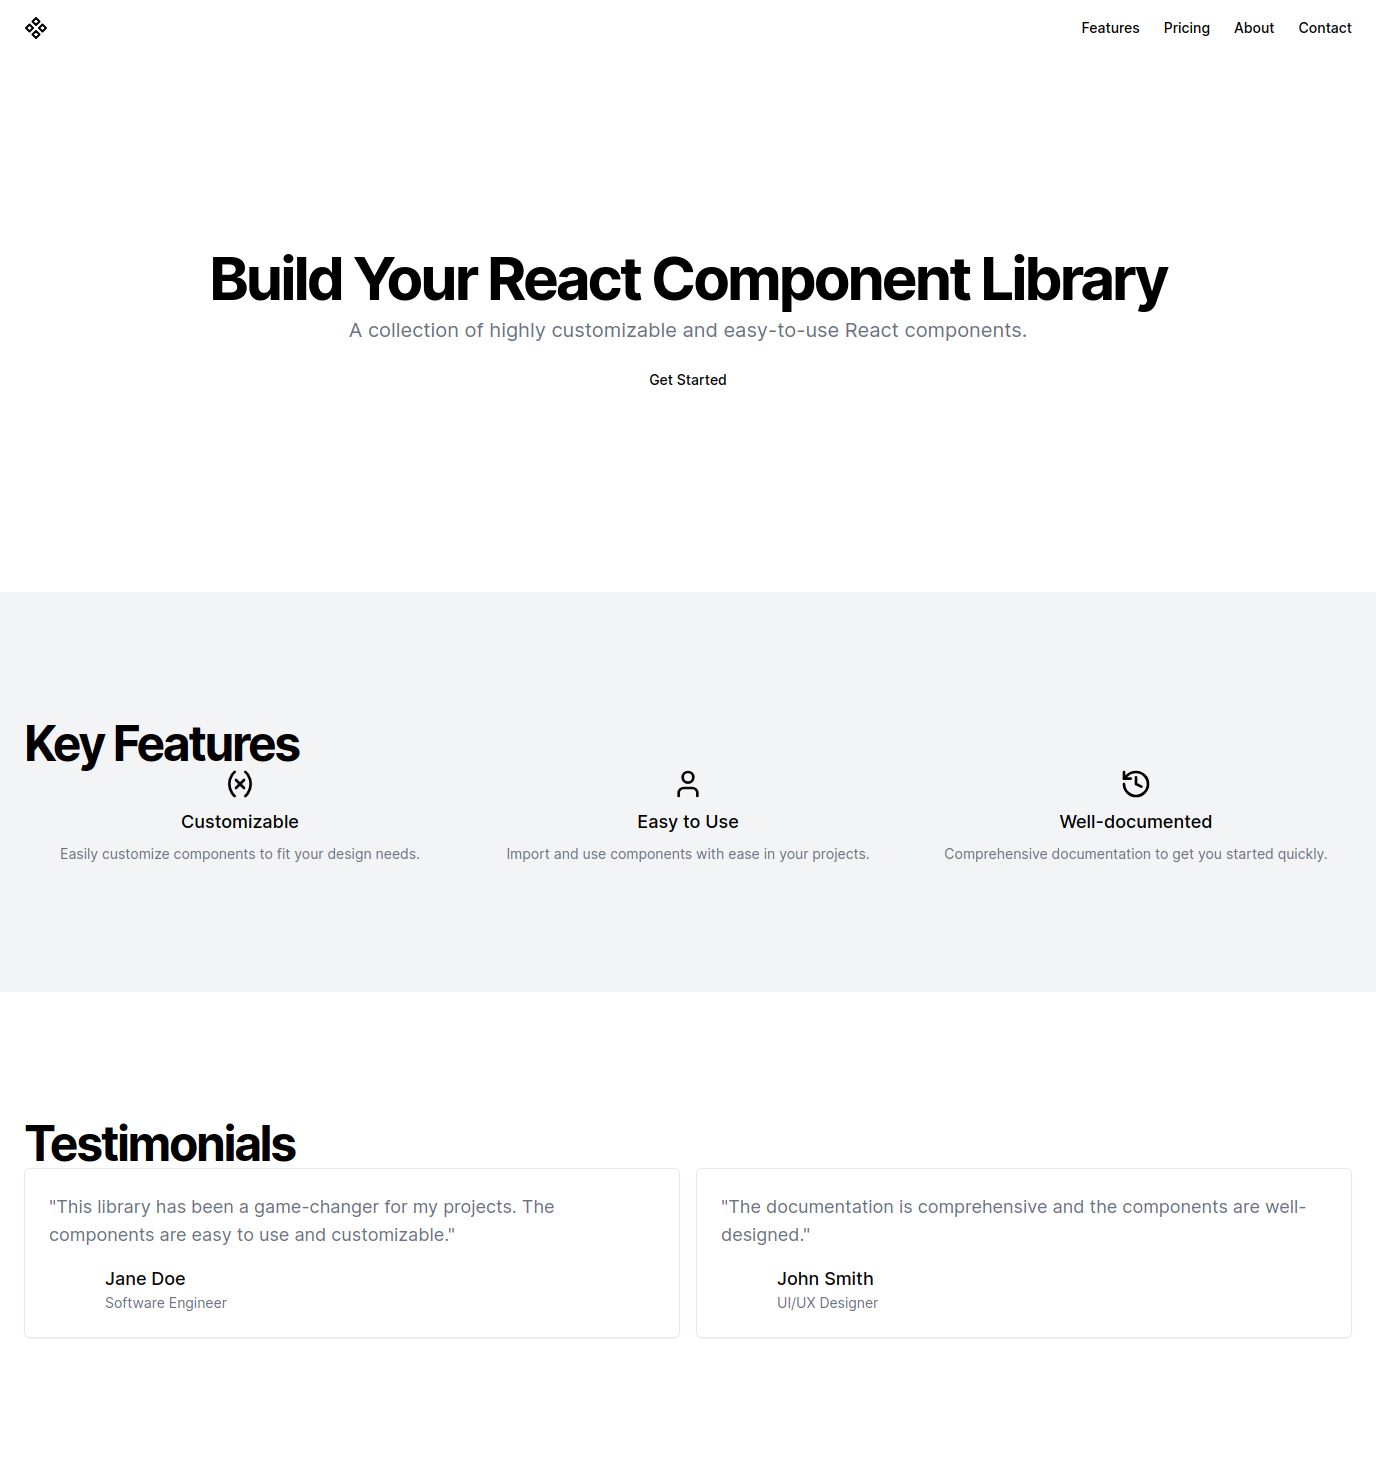 Features Pricing About Contact
Build Your React Component Library
A collection of highly customizable and easy-to-use React components.
Get Started
Key Features
Customizable
Easily customize components to fit your design needs.
Easy to Use
Import and use components with ease in your projects.
Well-documented
Comprehensive documentation to get you started quickly.
Testimonials
"This library has been a game-changer for my projects. The
components are easy to use and customizable."
Jane Doe
Software Engineer
"The documentation is comprehensive and the components are well-
designed."
John Smith
UI/UX Designer